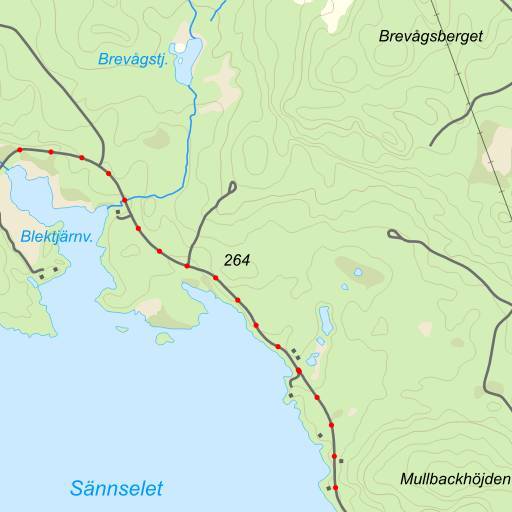 Brevågsberget
Brevågstj.
Blektjärnv.
264
Mullbackhöjden
Sännselet